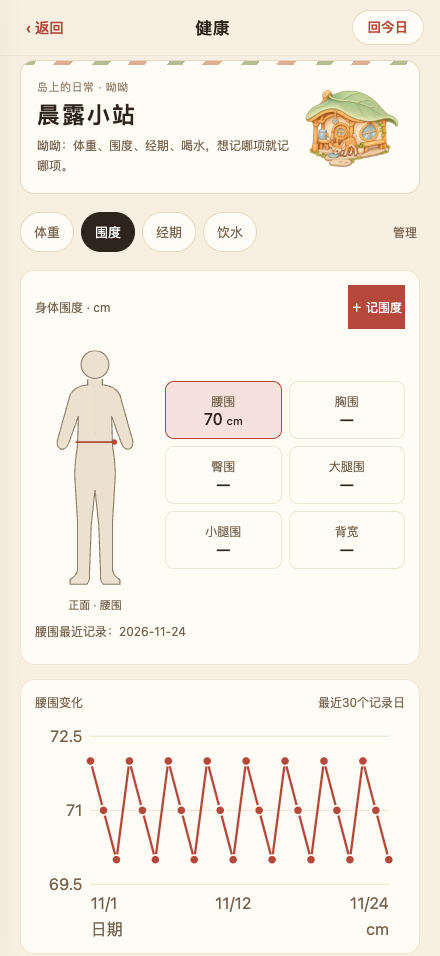 ‹ 返回
健康
回今日
岛上的日常 · 呦呦
晨露小站
呦呦：体重、围度、经期、喝水，想记哪项就记
哪项。
体重
围度
经期
饮水
管理
身体围度 · cm
+ 记围度
腰围
70 cm
胸围
—
臀围
—
大腿围
—
小腿围
—
背宽
—
正面 · 腰围
腰围最近记录：2026-11-24
腰围变化
最近30个记录日
72.5
71
69.5
11/1
11/12
11/24
日期
cm